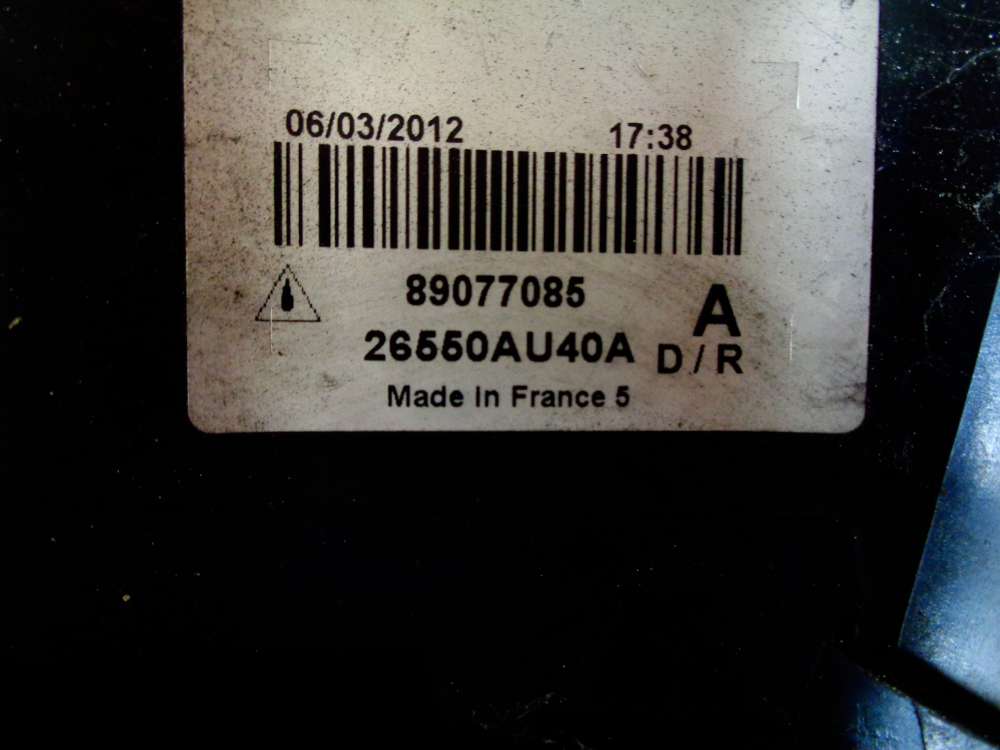 06/03/2012 17:38
89077085
A
26550AU40A D/R
Made In France 5